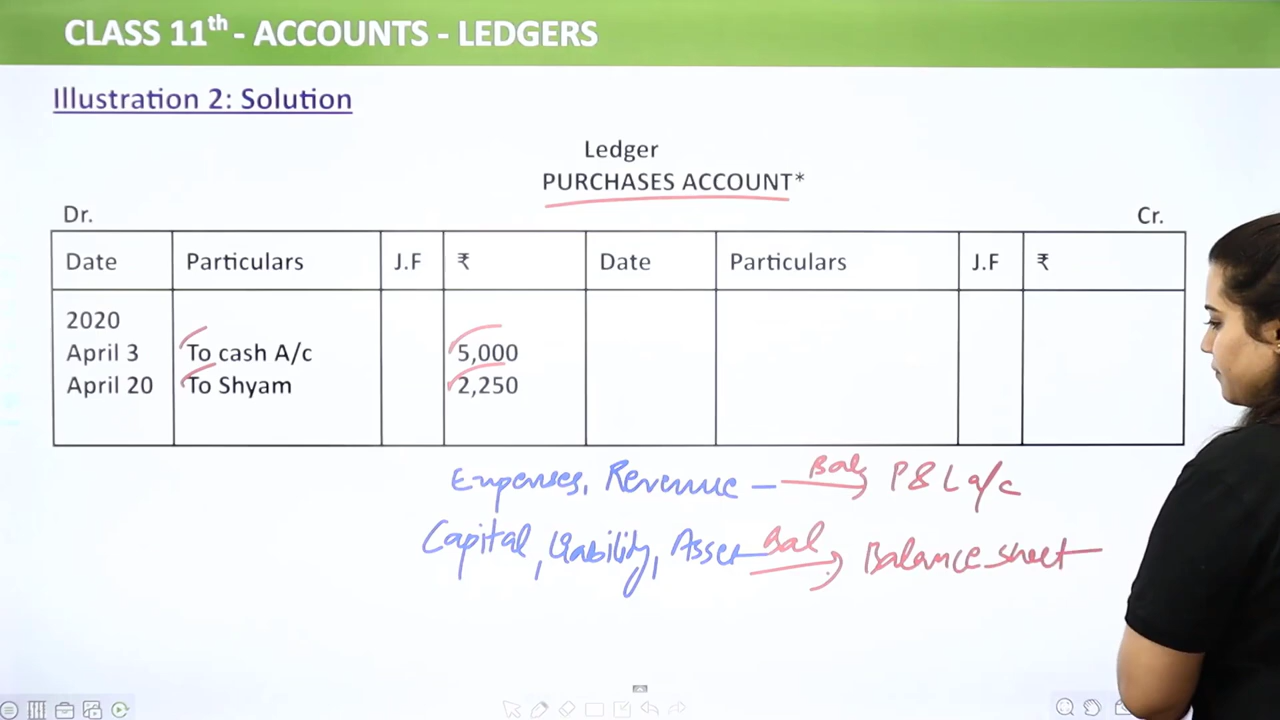 CLASS 11th - ACCOUNTS - LEDGERS
Illustration 2: Solution
Ledger
PURCHASES ACCOUNT*
Dr. Cr.
Date Particulars J.F ₹ Date Particulars J.F ₹
2020
April 3 To cash A/c 5,000
April 20 To Shyam 2,250
Expenses, Revenue — Bal P & L a/c
Capital, Liability, Asset Bal Balance sheet